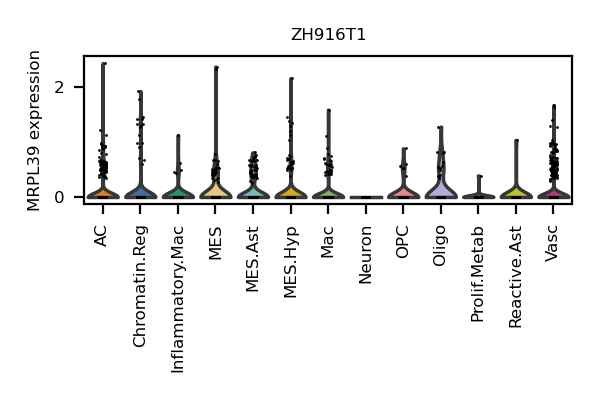 ZH916T1
MRPL39 expression
2
0
AC
Chromatin.Reg
Inflammatory.Mac
MES
MES.Ast
MES.Hyp
Mac
Neuron
OPC
Oligo
Prolif.Metab
Reactive.Ast
Vasc